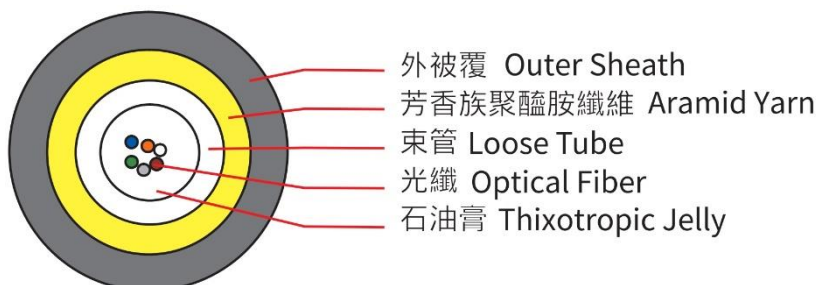 外被覆 Outer Sheath
芳香族聚醯胺纖維 Aramid Yarn
束管 Loose Tube
光纖 Optical Fiber
石油膏 Thixotropic Jelly